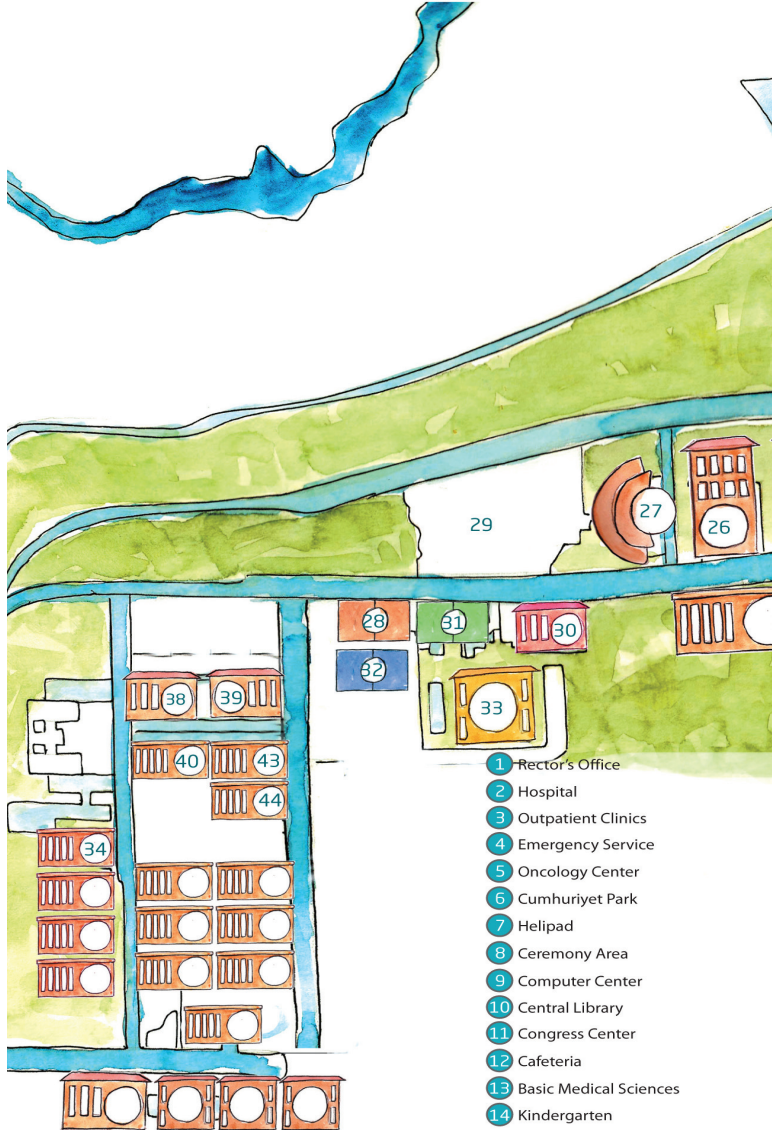 27
26
29
28
31
30
32
38
39
33
40
43
44
34
1 Rector's Office
2 Hospital
3 Outpatient Clinics
4 Emergency Service
5 Oncology Center
6 Cumhuriyet Park
7 Helipad
8 Ceremony Area
9 Computer Center
10 Central Library
11 Congress Center
12 Cafeteria
13 Basic Medical Sciences
14 Kindergarten